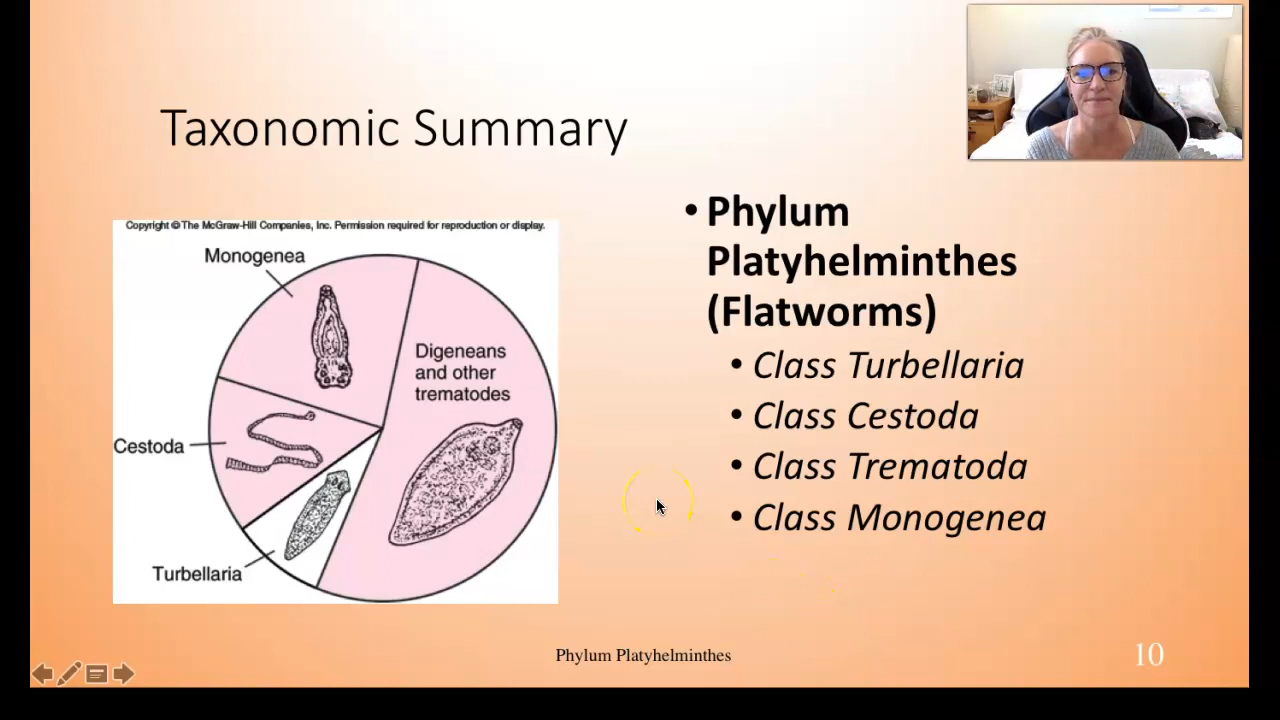 Taxonomic Summary
Copyright © The McGraw-Hill Companies, Inc. Permission required for reproduction or display.
Monogenea
Digeneans
and other
trematodes
Cestoda
Turbellaria
• Phylum
Platyhelminthes
(Flatworms)
• Class Turbellaria
• Class Cestoda
• Class Trematoda
• Class Monogenea
Phylum Platyhelminthes
10